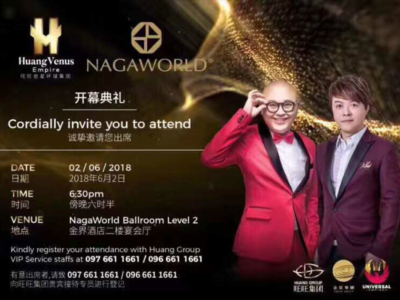 HuangVenus
Empire
NAGAWORLD
开幕典礼
Cordially invite you to attend
诚挚邀请您出席
DATE 02 / 06 / 2018
日期 2018年6月2日
TIME 6:30pm
时间 傍晚六时半
VENUE NagaWorld Ballroom Level 2
地点 金界酒店二楼宴会厅
Kindly register your attendance with Huang Group
VIP Service staffs at 097 661 1661 / 096 661 1661
有意出席者,请致 097 661 1661 / 096 661 1661
向旺旺集团贵宾接待专员进行登记
HUANG GROUP
旺旺集团
UNIVERSAL